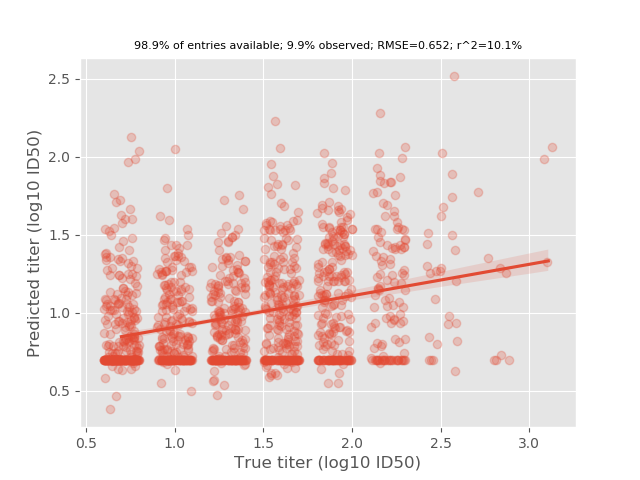 98.9% of entries available; 9.9% observed; RMSE=0.652; r^2=10.1%
2.5
2.0
1.5
1.0
0.5
Predicted titer (log10 ID50)
0.5 1.0 1.5 2.0 2.5 3.0
True titer (log10 ID50)